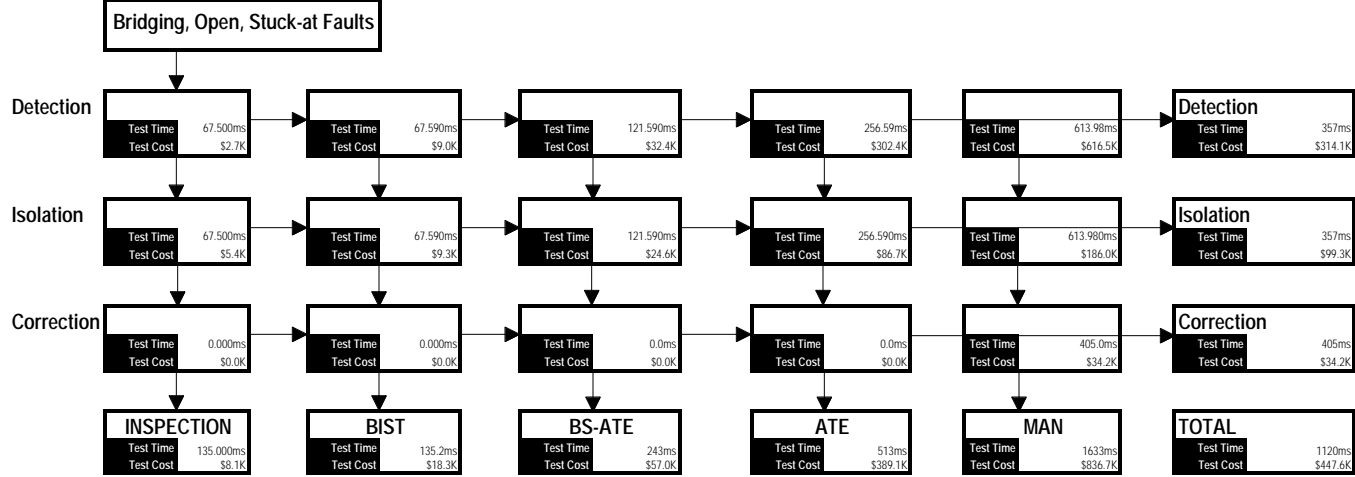 Bridging, Open, Stuck-at Faults
Detection
Test Time 67.500ms
Test Cost $2.7K
Test Time 67.590ms
Test Cost $9.0K
Test Time 121.590ms
Test Cost $32.4K
Test Time 256.59ms
Test Cost $302.4K
Test Time 613.98ms
Test Cost $616.5K
Detection
Test Time 357ms
Test Cost $314.1K
Isolation
Test Time 67.500ms
Test Cost $5.4K
Test Time 67.590ms
Test Cost $9.3K
Test Time 121.590ms
Test Cost $24.6K
Test Time 256.590ms
Test Cost $86.7K
Test Time 613.980ms
Test Cost $186.0K
Isolation
Test Time 357ms
Test Cost $99.3K
Correction
Test Time 0.000ms
Test Cost $0.0K
Test Time 0.000ms
Test Cost $0.0K
Test Time 0.0ms
Test Cost $0.0K
Test Time 0.0ms
Test Cost $0.0K
Test Time 405.0ms
Test Cost $34.2K
Correction
Test Time 405ms
Test Cost $34.2K
INSPECTION
Test Time 135.000ms
Test Cost $8.1K
BIST
Test Time 135.2ms
Test Cost $18.3K
BS-ATE
Test Time 243ms
Test Cost $57.0K
ATE
Test Time 513ms
Test Cost $389.1K
MAN
Test Time 1633ms
Test Cost $836.7K
TOTAL
Test Time 1120ms
Test Cost $447.6K